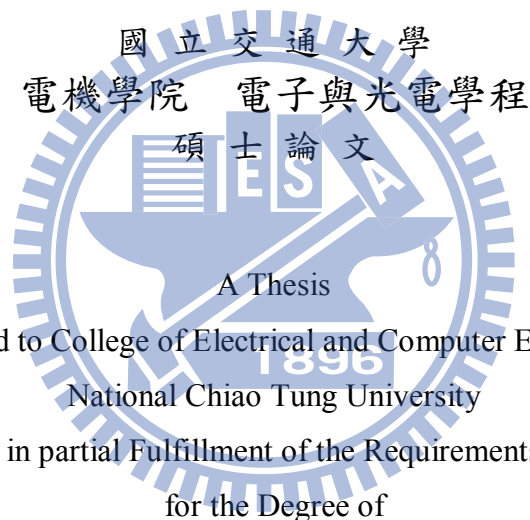 國 立 交 通 大 學
電機學院 電子與光電學程
碩 士 論 文
E S A
A Thesis
d to College of Electrical and Computer E
1896
National Chiao Tung University
in partial Fulfillment of the Requirements
for the Degree of